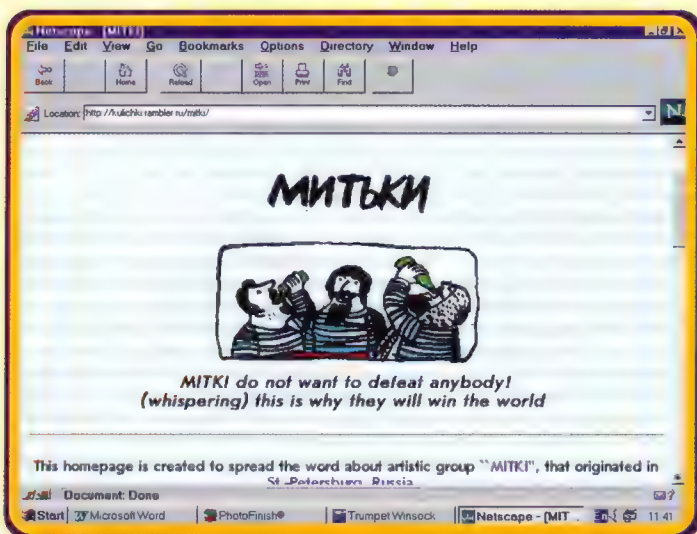 Netscape - [MITKI]
File Edit View Go Bookmarks Options Directory Window Help
Back Home Reload Open Print Find
Location: http://kulichki.rambler.ru/mitki/
N
МИТЬКИ
MITKI do not want to defeat anybody!
(whispering) this is why they will win the world
This homepage is created to spread the word about artistic group ``MITKI'', that originated in
St.-Petersburg, Russia
Document: Done
Start Microsoft Word PhotoFinish® Trumpet Winsock Netscape - [MIT... En 11:41